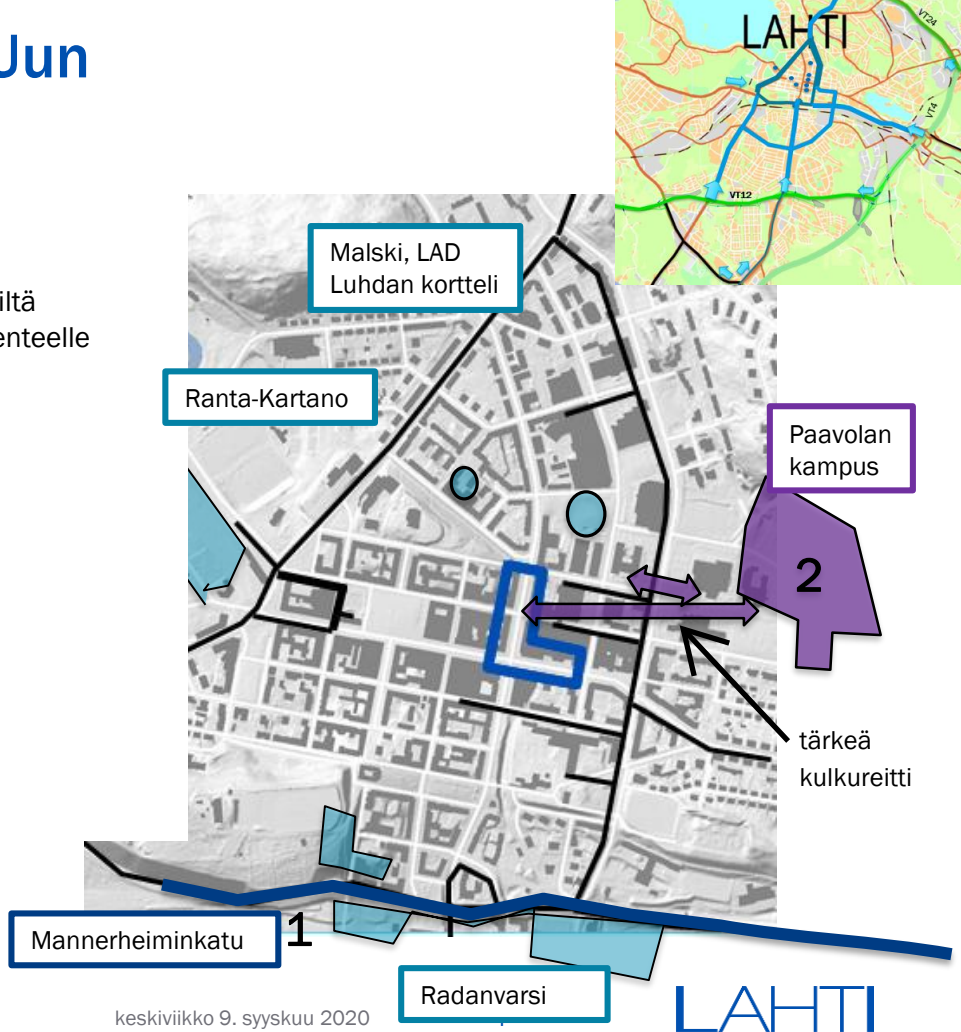 Uun
LAHTI
VT24
VT4
VT12
iltä
enteelle
Malski, LAD
Luhdan kortteli
Ranta-Kartano
Paavolan
kampus
2
tärkeä
kulkureitti
Mannerheiminkatu
1
Radanvarsi
keskiviikko 9. syyskuu 2020
LAHTI